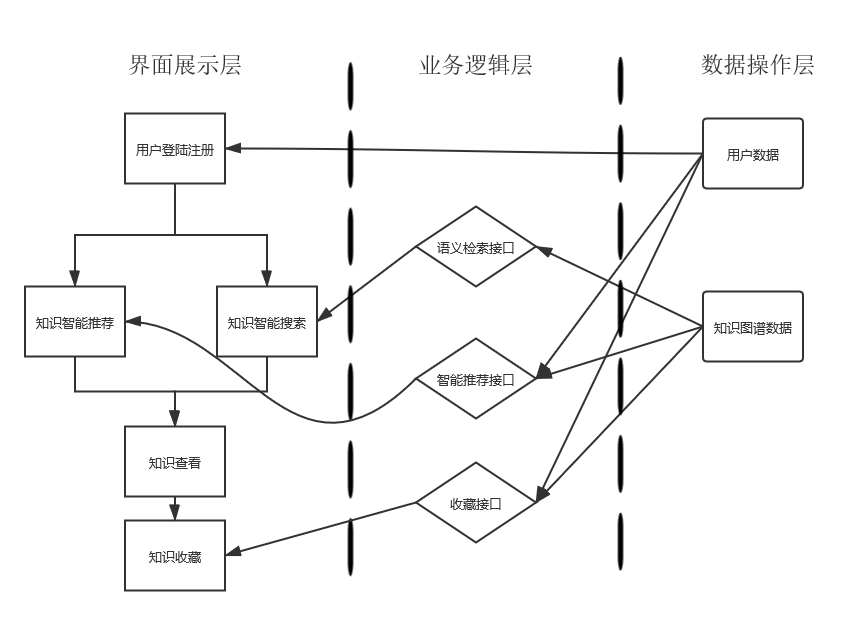 界面展示层
业务逻辑层
数据操作层
用户登陆注册
用户数据
语义检索接口
知识智能推荐
知识智能搜索
知识图谱数据
智能推荐接口
知识查看
收藏接口
知识收藏